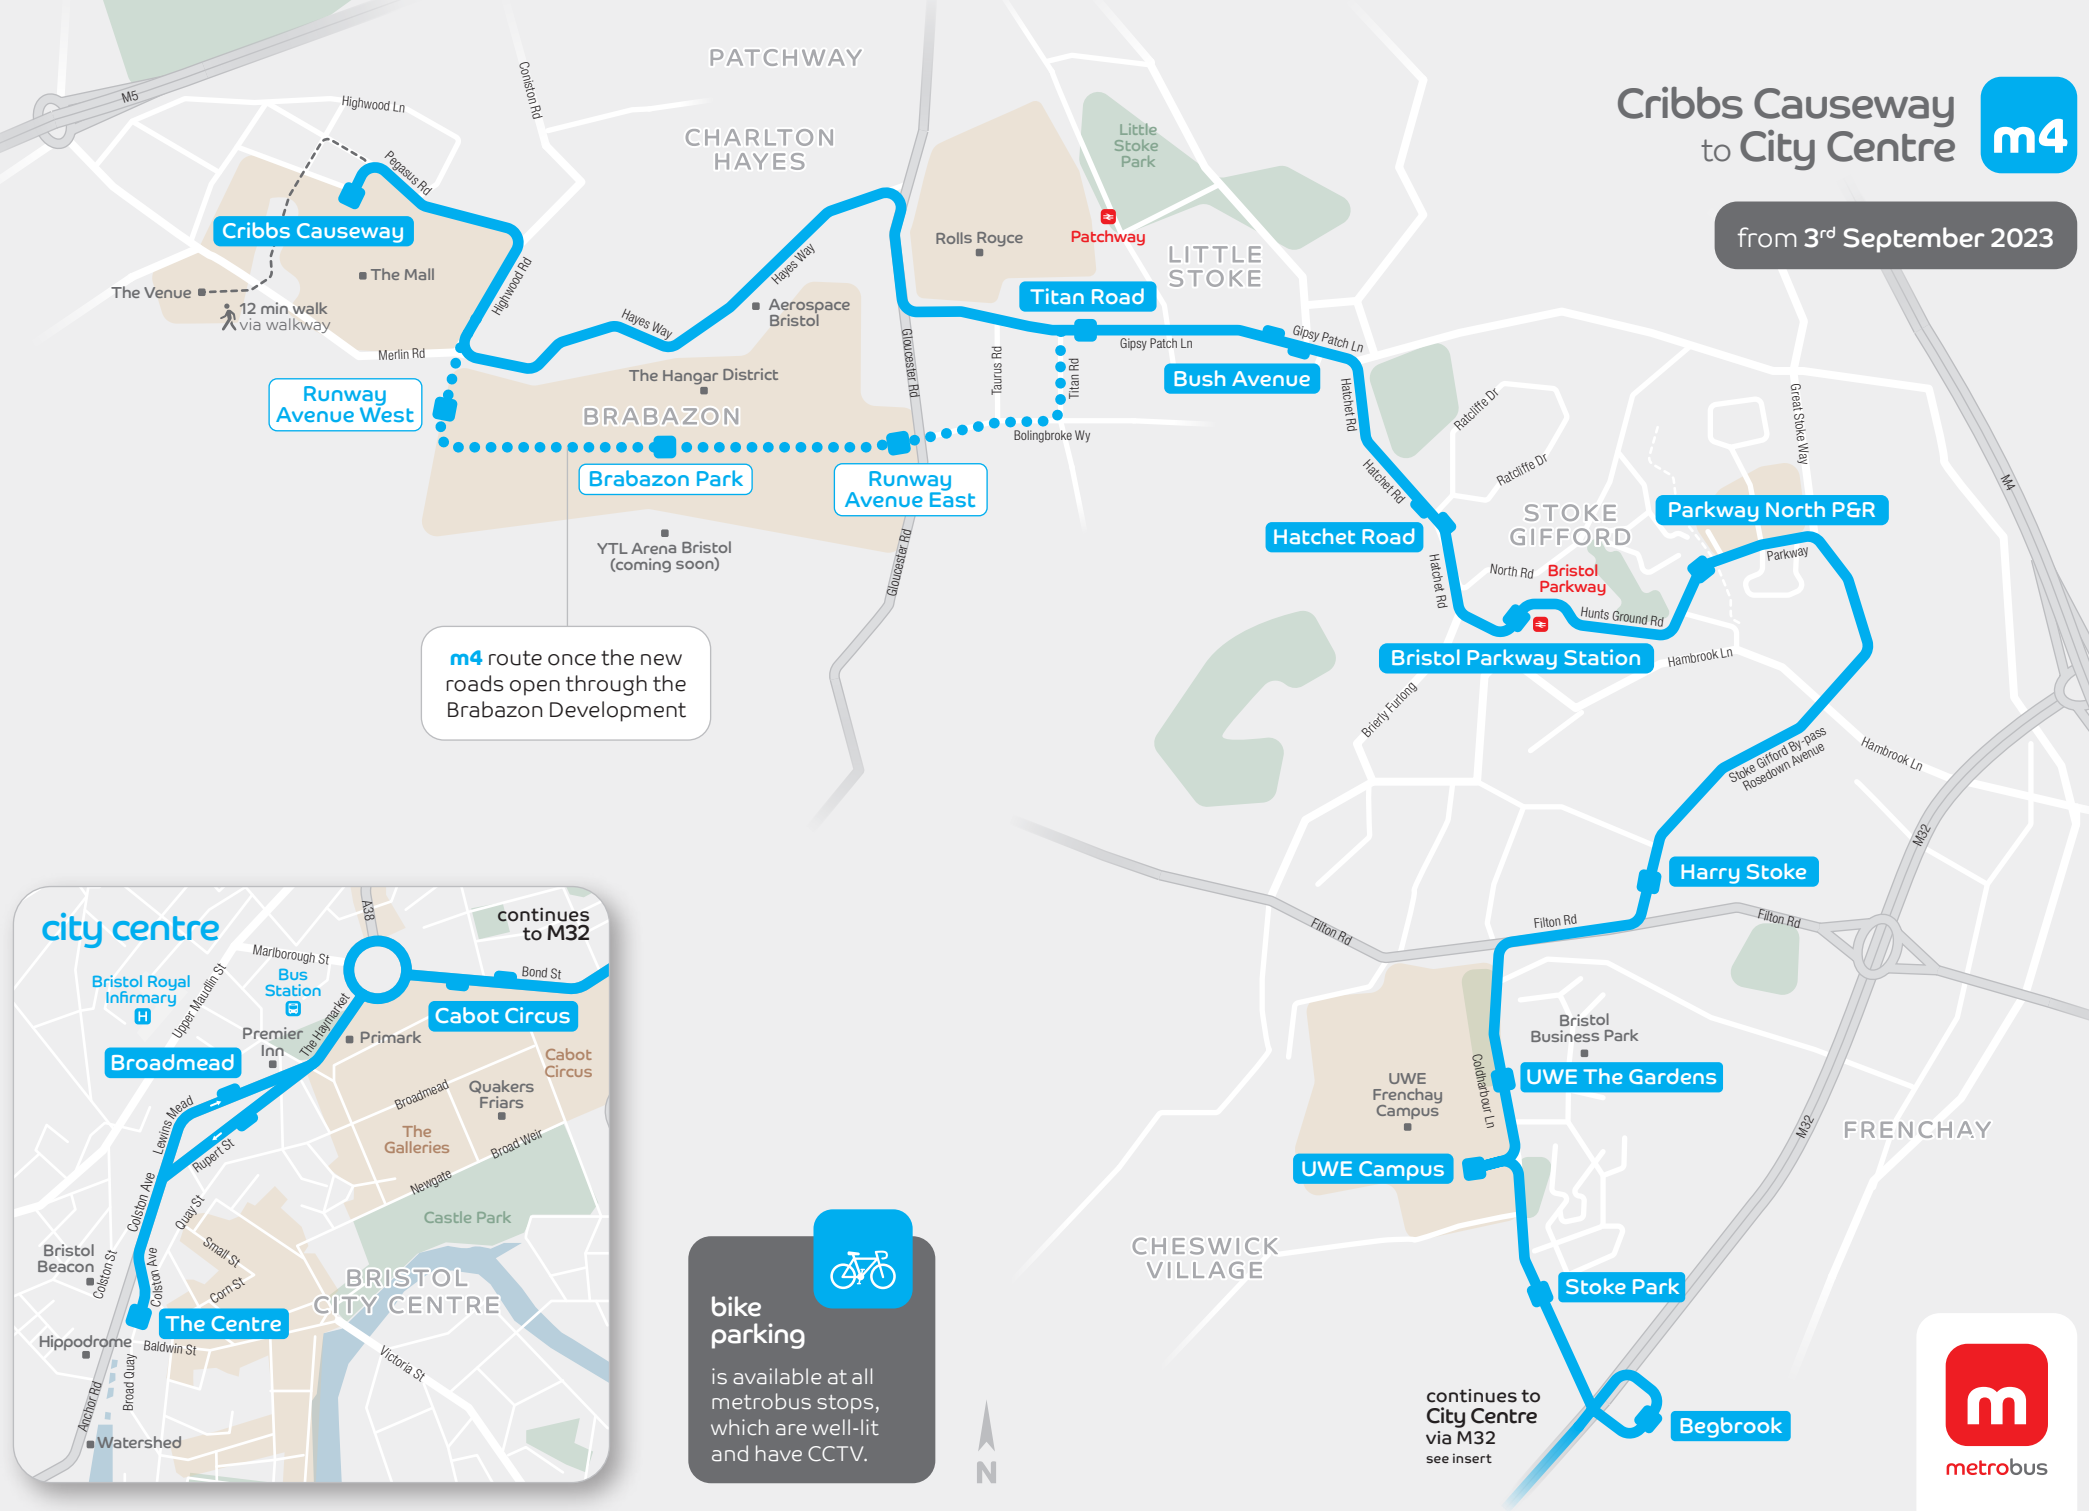 Cribbs Causeway
to City Centre
m4
from 3rd September 2023
M5
Highwood Ln
Coniston Rd
PATCHWAY
CHARLTON
HAYES
Pegasus Rd
Cribbs Causeway
The Mall
The Venue
12 min walk
via walkway
Highwood Rd
Merlin Rd
Hayes Way
Hayes Way
Aerospace
Bristol
Rolls Royce
Little
Stoke
Park
Patchway
LITTLE
STOKE
Titan Road
Gipsy Patch Ln
Gipsy Patch Ln
Bush Avenue
Gloucester Rd
Taurus Rd
Titan Rd
Bolingbroke Wy
Runway
Avenue West
The Hangar District
BRABAZON
Brabazon Park
Runway
Avenue East
YTL Arena Bristol
(coming soon)
Gloucester Rd
m4 route once the new
roads open through the
Brabazon Development
Hatchet Rd
Hatchet Rd
Hatchet Rd
Ratcliffe Dr
Ratcliffe Dr
Great Stoke Way
M4
Hatchet Road
STOKE
GIFFORD
Parkway North P&R
Parkway
North Rd
Bristol
Parkway
Hunts Ground Rd
Bristol Parkway Station
Hambrook Ln
Brierly Furlong
Stoke Gifford By-pass
Rosedown Avenue
Hambrook Ln
M32
Harry Stoke
Filton Rd
Filton Rd
Filton Rd
Bristol
Business Park
UWE
Frenchay
Campus
Coldharbour Ln
UWE The Gardens
UWE Campus
M32
FRENCHAY
CHESWICK
VILLAGE
Stoke Park
continues to
City Centre
via M32
see insert
Begbrook
city centre
A38
continues
to M32
Marlborough St
Bristol Royal
Infirmary
H
Upper Maudlin St
Bus
Station
Bond St
Cabot Circus
The Haymarket
Premier
Inn
Primark
Broadmead
Cabot
Circus
Broadmead
Quakers
Friars
Lewins Mead
The
Galleries
Broad Weir
Rupert St
Newgate
Colston Ave
Quay St
Castle Park
Small St
Bristol
Beacon
Colston St
Colston Ave
Corn St
BRISTOL
CITY CENTRE
The Centre
Hippodrome
Baldwin St
Victoria St
Broad Quay
Anchor Rd
Watershed
bike
parking
is available at all
metrobus stops,
which are well-lit
and have CCTV.
N
m
metrobus